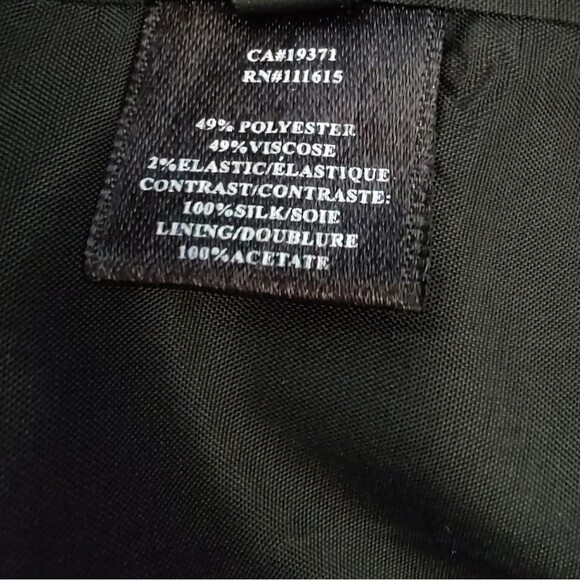 CA#19371
RN#111615
49% POLYESTER
49%VISCOSE
2%ELASTIC/ÉLASTIQUE
CONTRAST/CONTRASTE:
100%SILK/SOIE
LINING/DOUBLURE
100%ACETATE